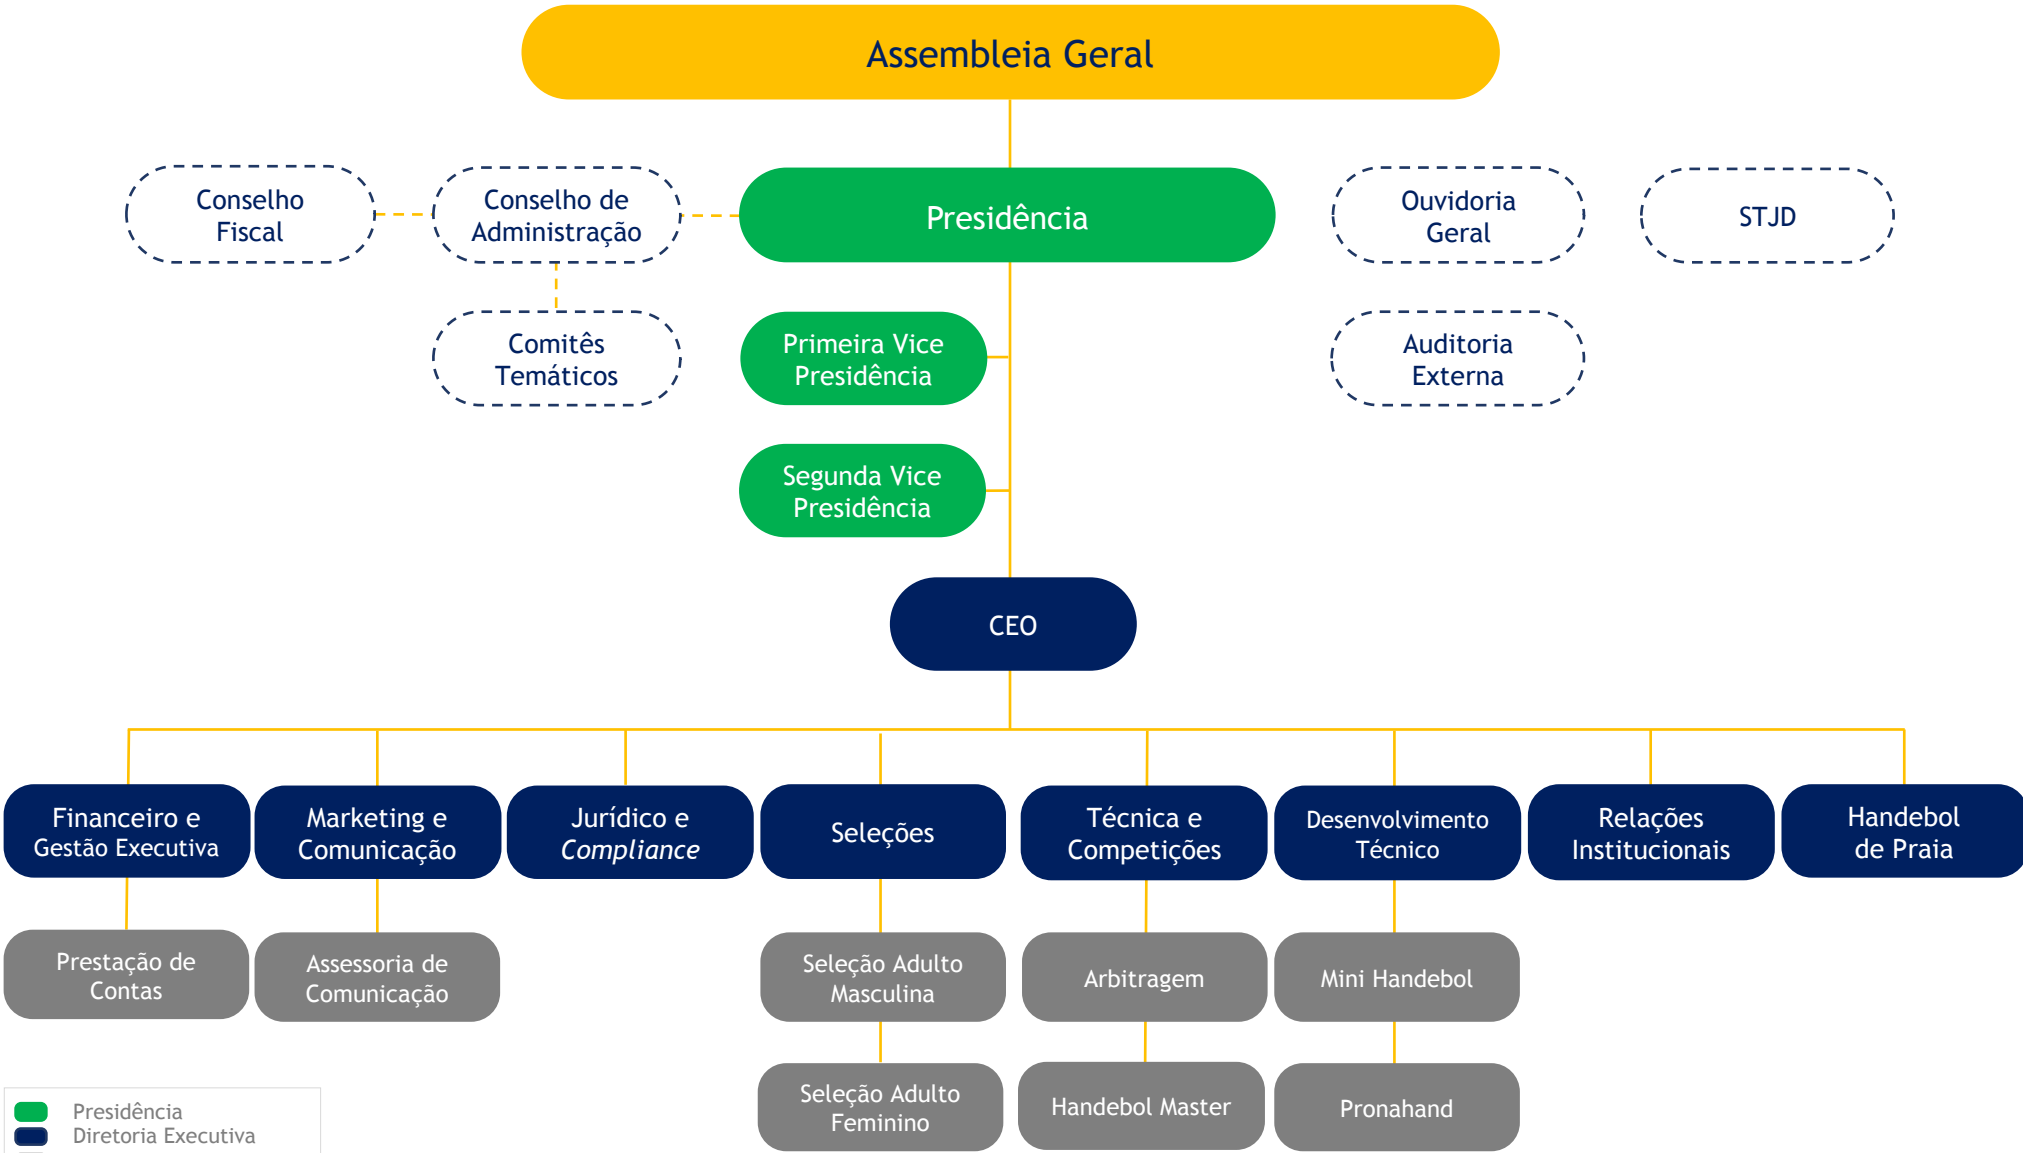 Assembleia Geral
Conselho
Fiscal
Conselho de
Administração
Presidência
Ouvidoria
Geral
STJD
Comitês
Temáticos
Primeira Vice
Presidência
Auditoria
Externa
Segunda Vice
Presidência
CEO
Financeiro e
Gestão Executiva
Marketing e
Comunicação
Jurídico e
Compliance
Seleções
Técnica e
Competições
Desenvolvimento
Técnico
Relações
Institucionais
Handebol
de Praia
Prestação de
Contas
Assessoria de
Comunicação
Seleção Adulto
Masculina
Arbitragem
Mini Handebol
Seleção Adulto
Feminino
Handebol Master
Pronahand
Presidência
Diretoria Executiva